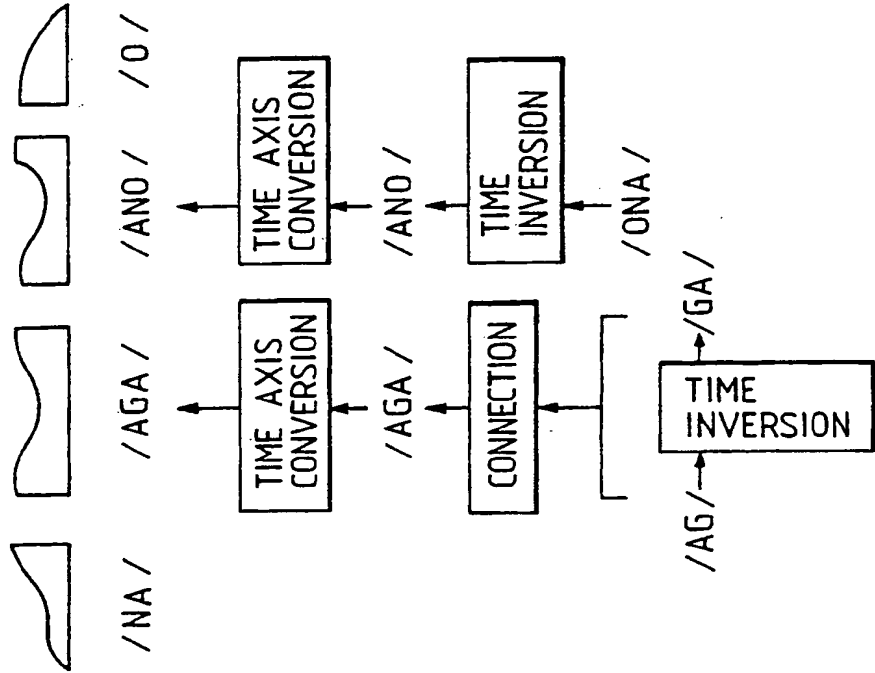 /NA/
/AGA/
/ANO/
/O/
TIME AXIS
CONVERSION
TIME AXIS
CONVERSION
/AGA/
/ANO/
CONNECTION
TIME
INVERSION
/ONA/
/AG/
/GA/
TIME
INVERSION